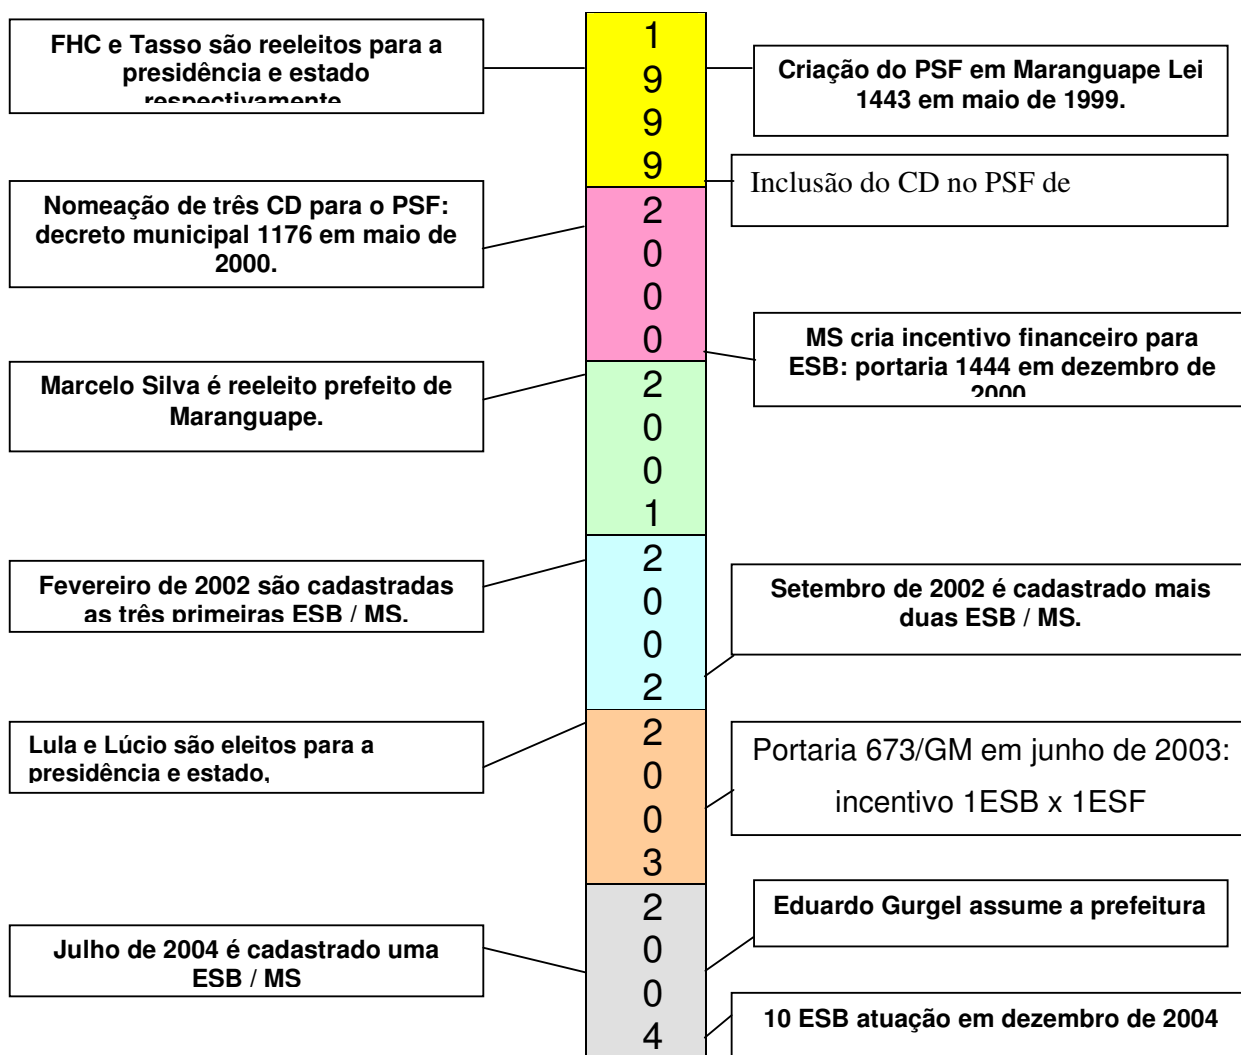 FHC e Tasso são reeleitos para a
presidência e estado
respectivamente
1
9
9
9
Criação do PSF em Maranguape Lei
1443 em maio de 1999.
Inclusão do CD no PSF de
Nomeação de três CD para o PSF:
decreto municipal 1176 em maio de
2000.
2
0
0
0
MS cria incentivo financeiro para
ESB: portaria 1444 em dezembro de
2000
Marcelo Silva é reeleito prefeito de
Maranguape.
2
0
0
1
Fevereiro de 2002 são cadastradas
as três primeiras ESB / MS.
2
0
0
2
Setembro de 2002 é cadastrado mais
duas ESB / MS.
Lula e Lúcio são eleitos para a
presidência e estado,
2
0
0
3
Portaria 673/GM em junho de 2003:
incentivo 1ESB x 1ESF
Eduardo Gurgel assume a prefeitura
Julho de 2004 é cadastrado uma
ESB / MS
2
0
0
4
10 ESB atuação em dezembro de 2004